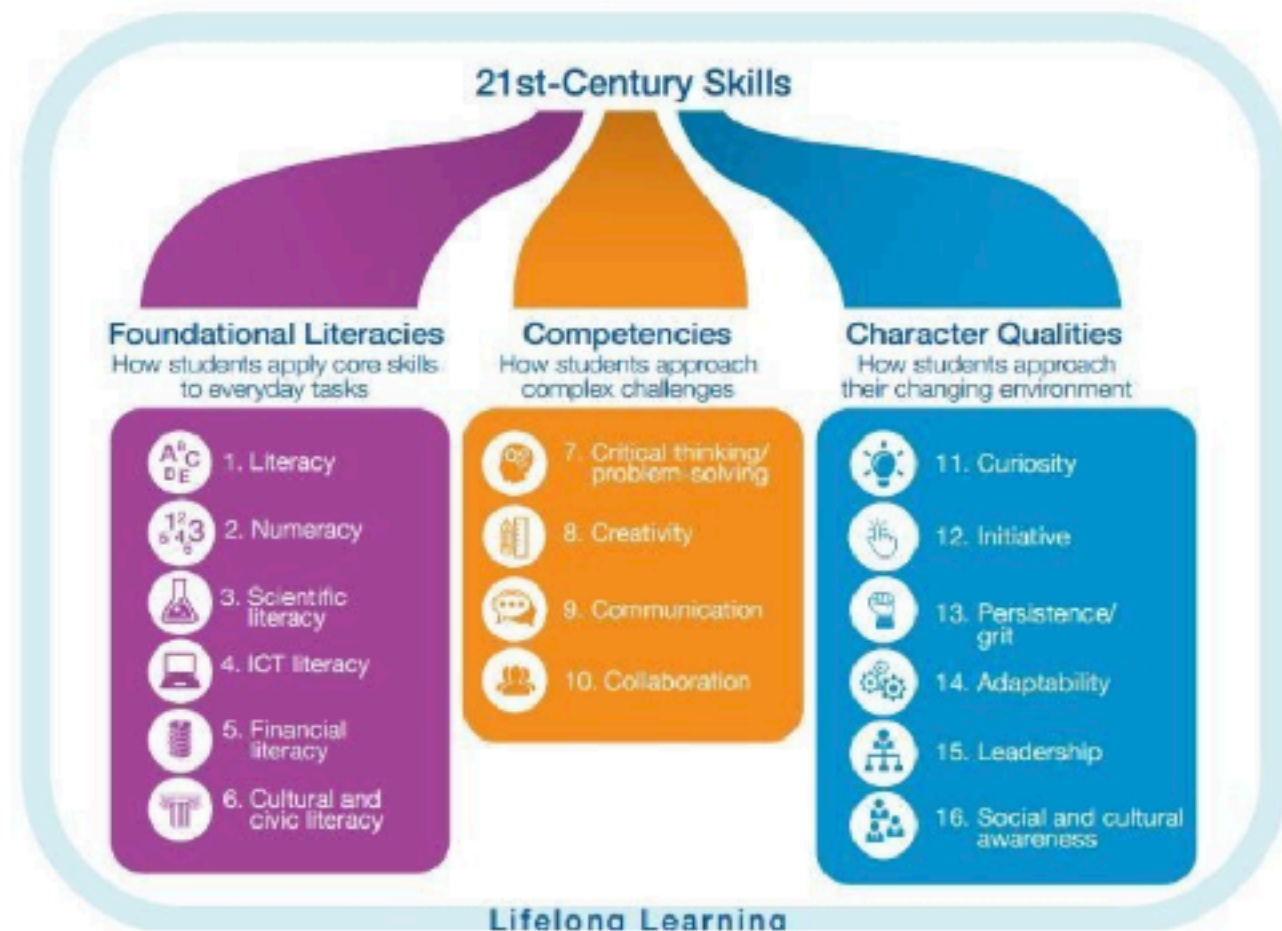 21st-Century Skills
Foundational Literacies
How students apply core skills
to everyday tasks
A B C
D E
1. Literacy
2. Numeracy
3. Scientific
literacy
4. ICT literacy
5. Financial
literacy
6. Cultural and
civic literacy
Competencies
How students approach
complex challenges
7. Critical thinking/
problem-solving
8. Creativity
9. Communication
10. Collaboration
Character Qualities
How students approach
their changing environment
11. Curiosity
12. Initiative
13. Persistence/
grit
14. Adaptability
15. Leadership
16. Social and cultural
awareness
Lifelong Learning